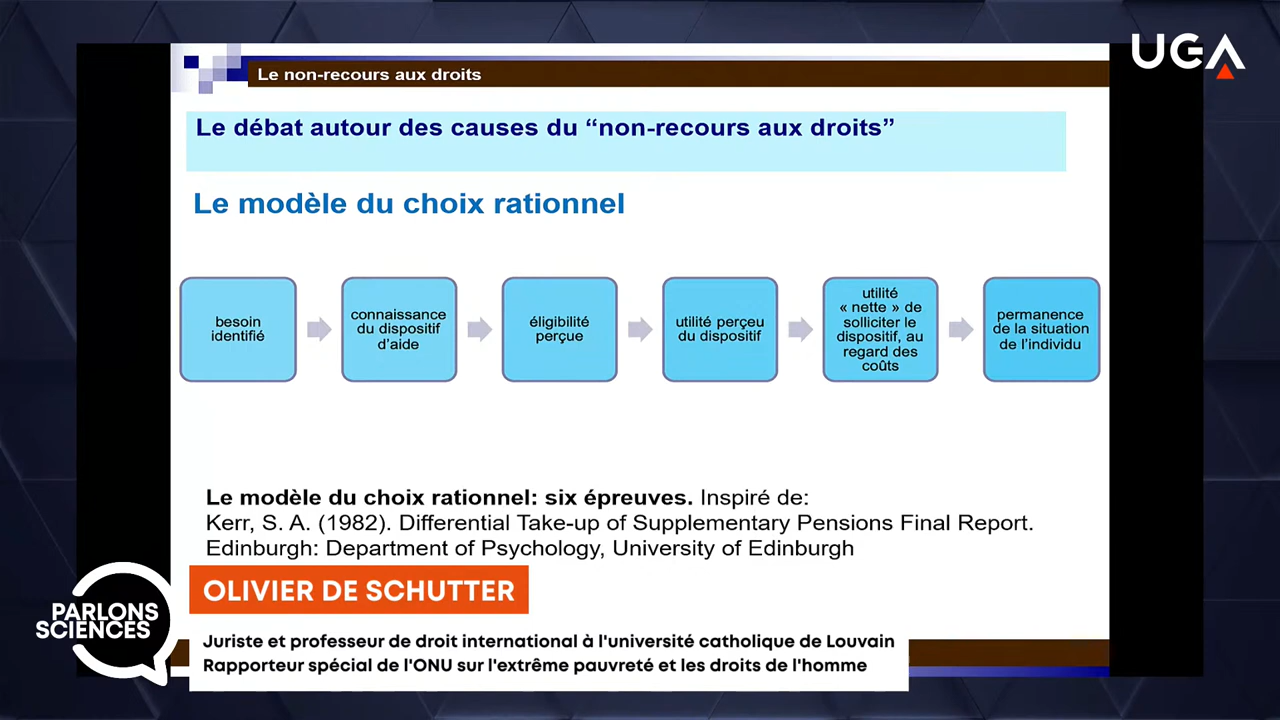 UGA
Le non-recours aux droits
Le débat autour des causes du “non-recours aux droits”
Le modèle du choix rationnel
besoin
identifié
connaissance
du dispositif
d’aide
éligibilité
perçue
utilité perçeu
du dispositif
utilité
« nette » de
solliciter le
dispositif, au
regard des
coûts
permanence
de la situation
de l’individu
Le modèle du choix rationnel: six épreuves. Inspiré de:
Kerr, S. A. (1982). Differential Take-up of Supplementary Pensions Final Report.
Edinburgh: Department of Psychology, University of Edinburgh
OLIVIER DE SCHUTTER
PARLONS
SCIENCES
Juriste et professeur de droit international à l'université catholique de Louvain
Rapporteur spécial de l'ONU sur l'extrême pauvreté et les droits de l'homme